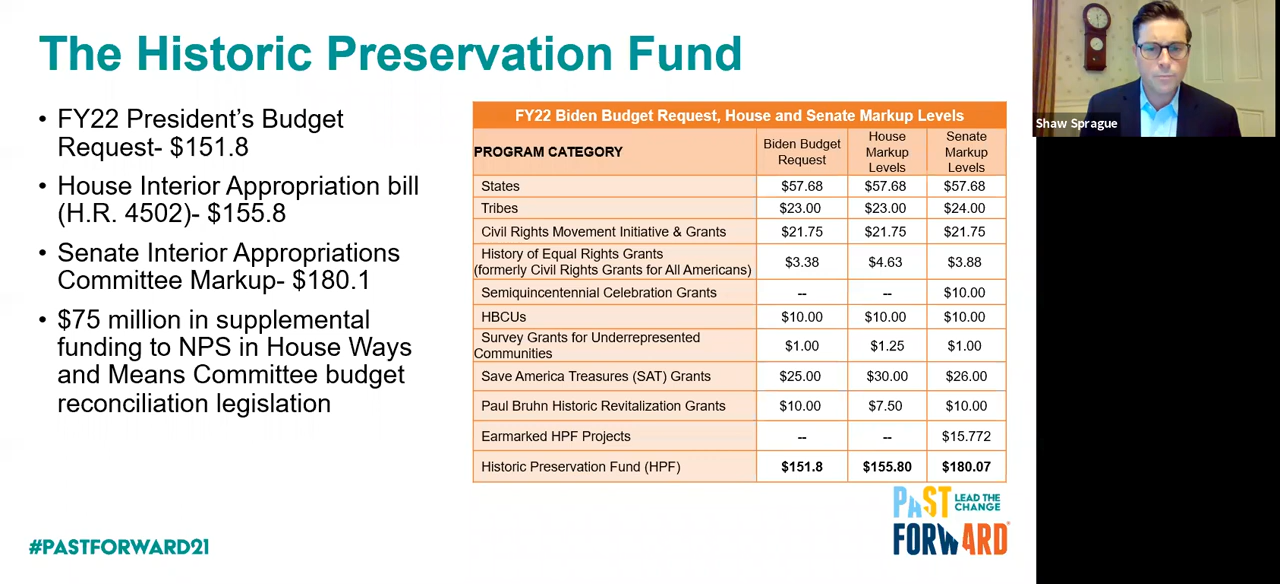 The Historic Preservation Fund
• FY22 President's Budget
Request- $151.8
• House Interior Appropriation bill
(H.R. 4502)- $155.8
• Senate Interior Appropriations
Committee Markup- $180.1
• $75 million in supplemental
funding to NPS in House Ways
and Means Committee budget
reconciliation legislation
FY22 Biden Budget Request, House and Senate Markup Levels
PROGRAM CATEGORY
Biden Budget
Request
House
Markup
Levels
Senate
Markup
Levels
States $57.68 $57.68 $57.68
Tribes $23.00 $23.00 $24.00
Civil Rights Movement Initiative & Grants $21.75 $21.75 $21.75
History of Equal Rights Grants
(formerly Civil Rights Grants for All Americans) $3.38 $4.63 $3.88
Semiquincentennial Celebration Grants -- -- $10.00
HBCUs $10.00 $10.00 $10.00
Survey Grants for Underrepresented
Communities $1.00 $1.25 $1.00
Save America Treasures (SAT) Grants $25.00 $30.00 $26.00
Paul Bruhn Historic Revitalization Grants $10.00 $7.50 $10.00
Earmarked HPF Projects -- -- $15.772
Historic Preservation Fund (HPF) $151.8 $155.80 $180.07
PAST LEAD THE
CHANGE
FORWARD
#PASTFORWARD21
Shaw Sprague